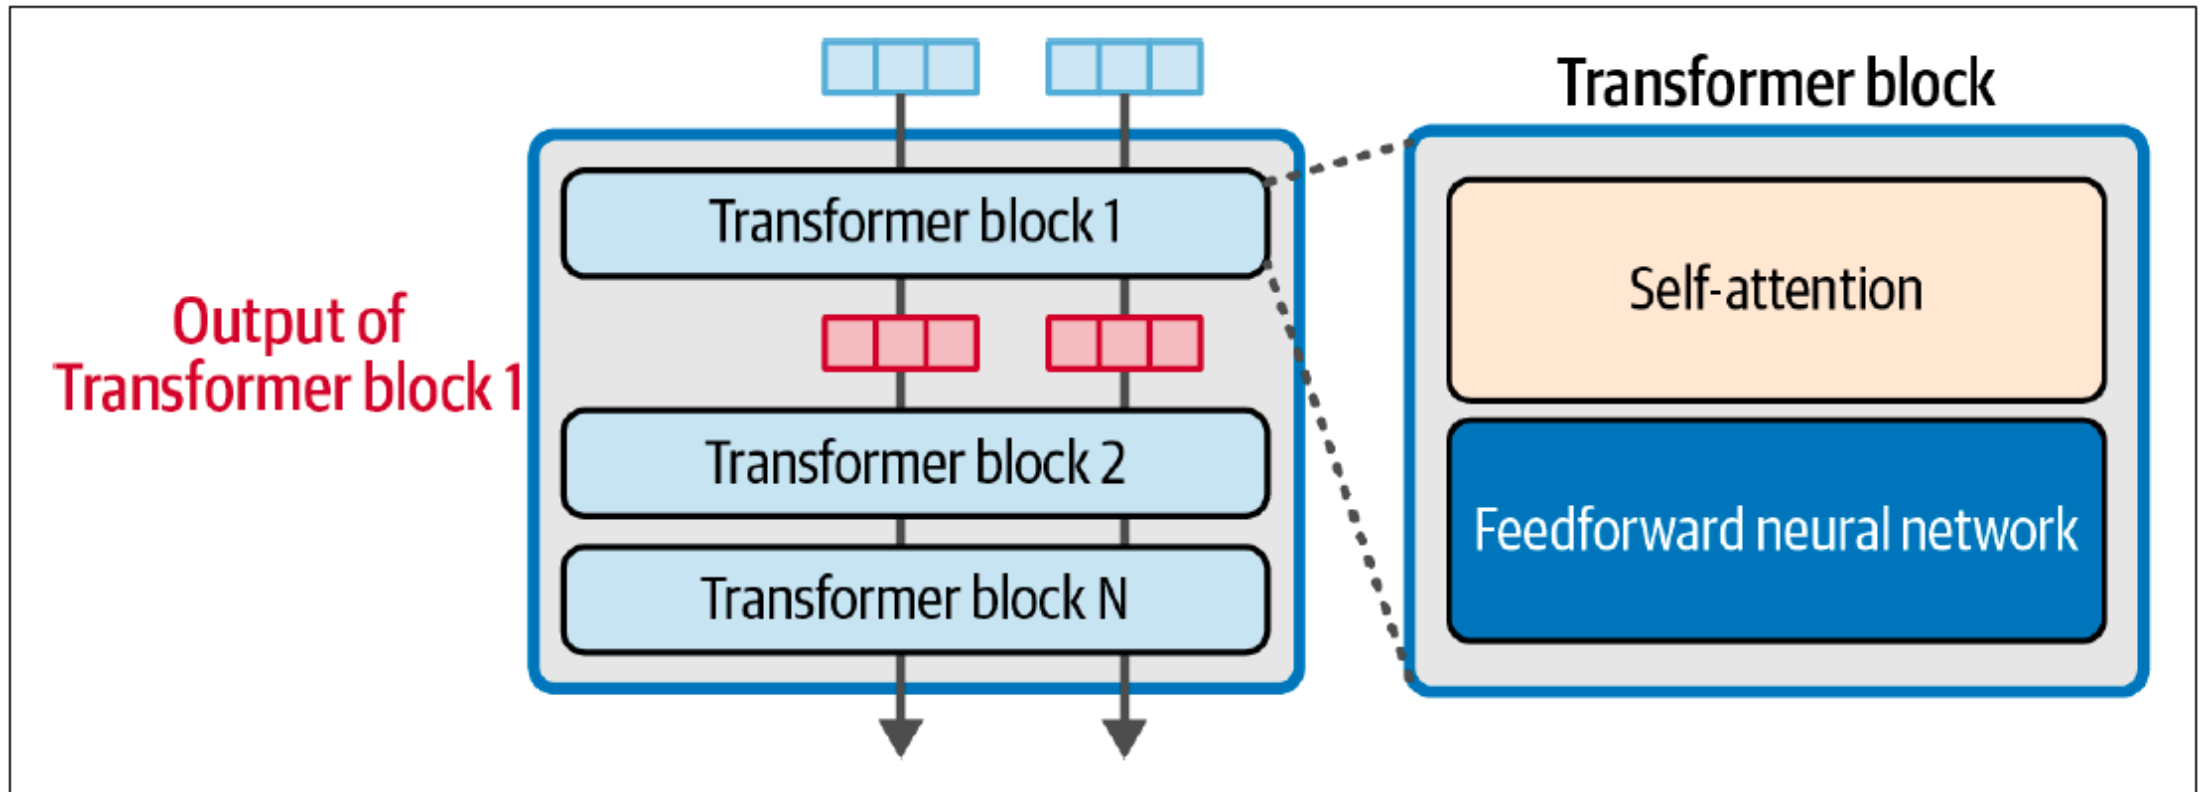 Transformer block
Transformer block 1
Output of
Transformer block 1
Transformer block 2
Transformer block N
Self-attention
Feedforward neural network